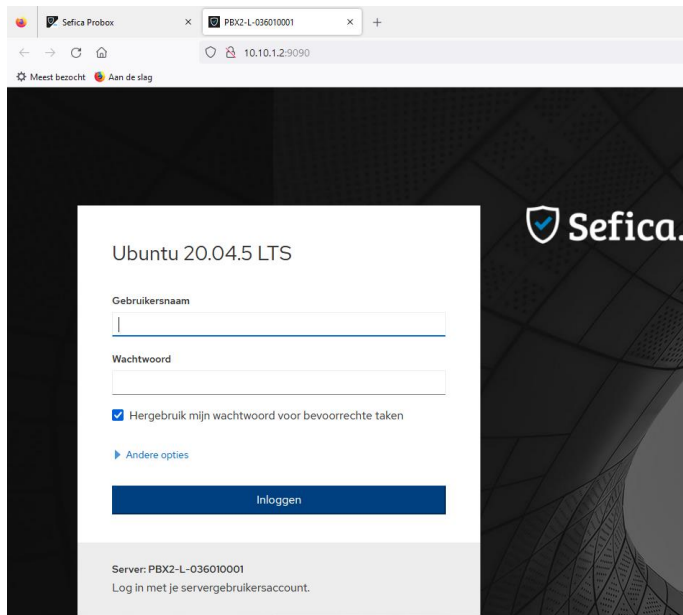 Sefica Probox
PBX2-L-036010001
10.10.1.2:9090
Meest bezocht
Aan de slag
Sefica.
Ubuntu 20.04.5 LTS
Gebruikersnaam
Wachtwoord
Hergebruik mijn wachtwoord voor bevoorrechte taken
Andere opties
Inloggen
Server: PBX2-L-036010001
Log in met je servergebruikersaccount.